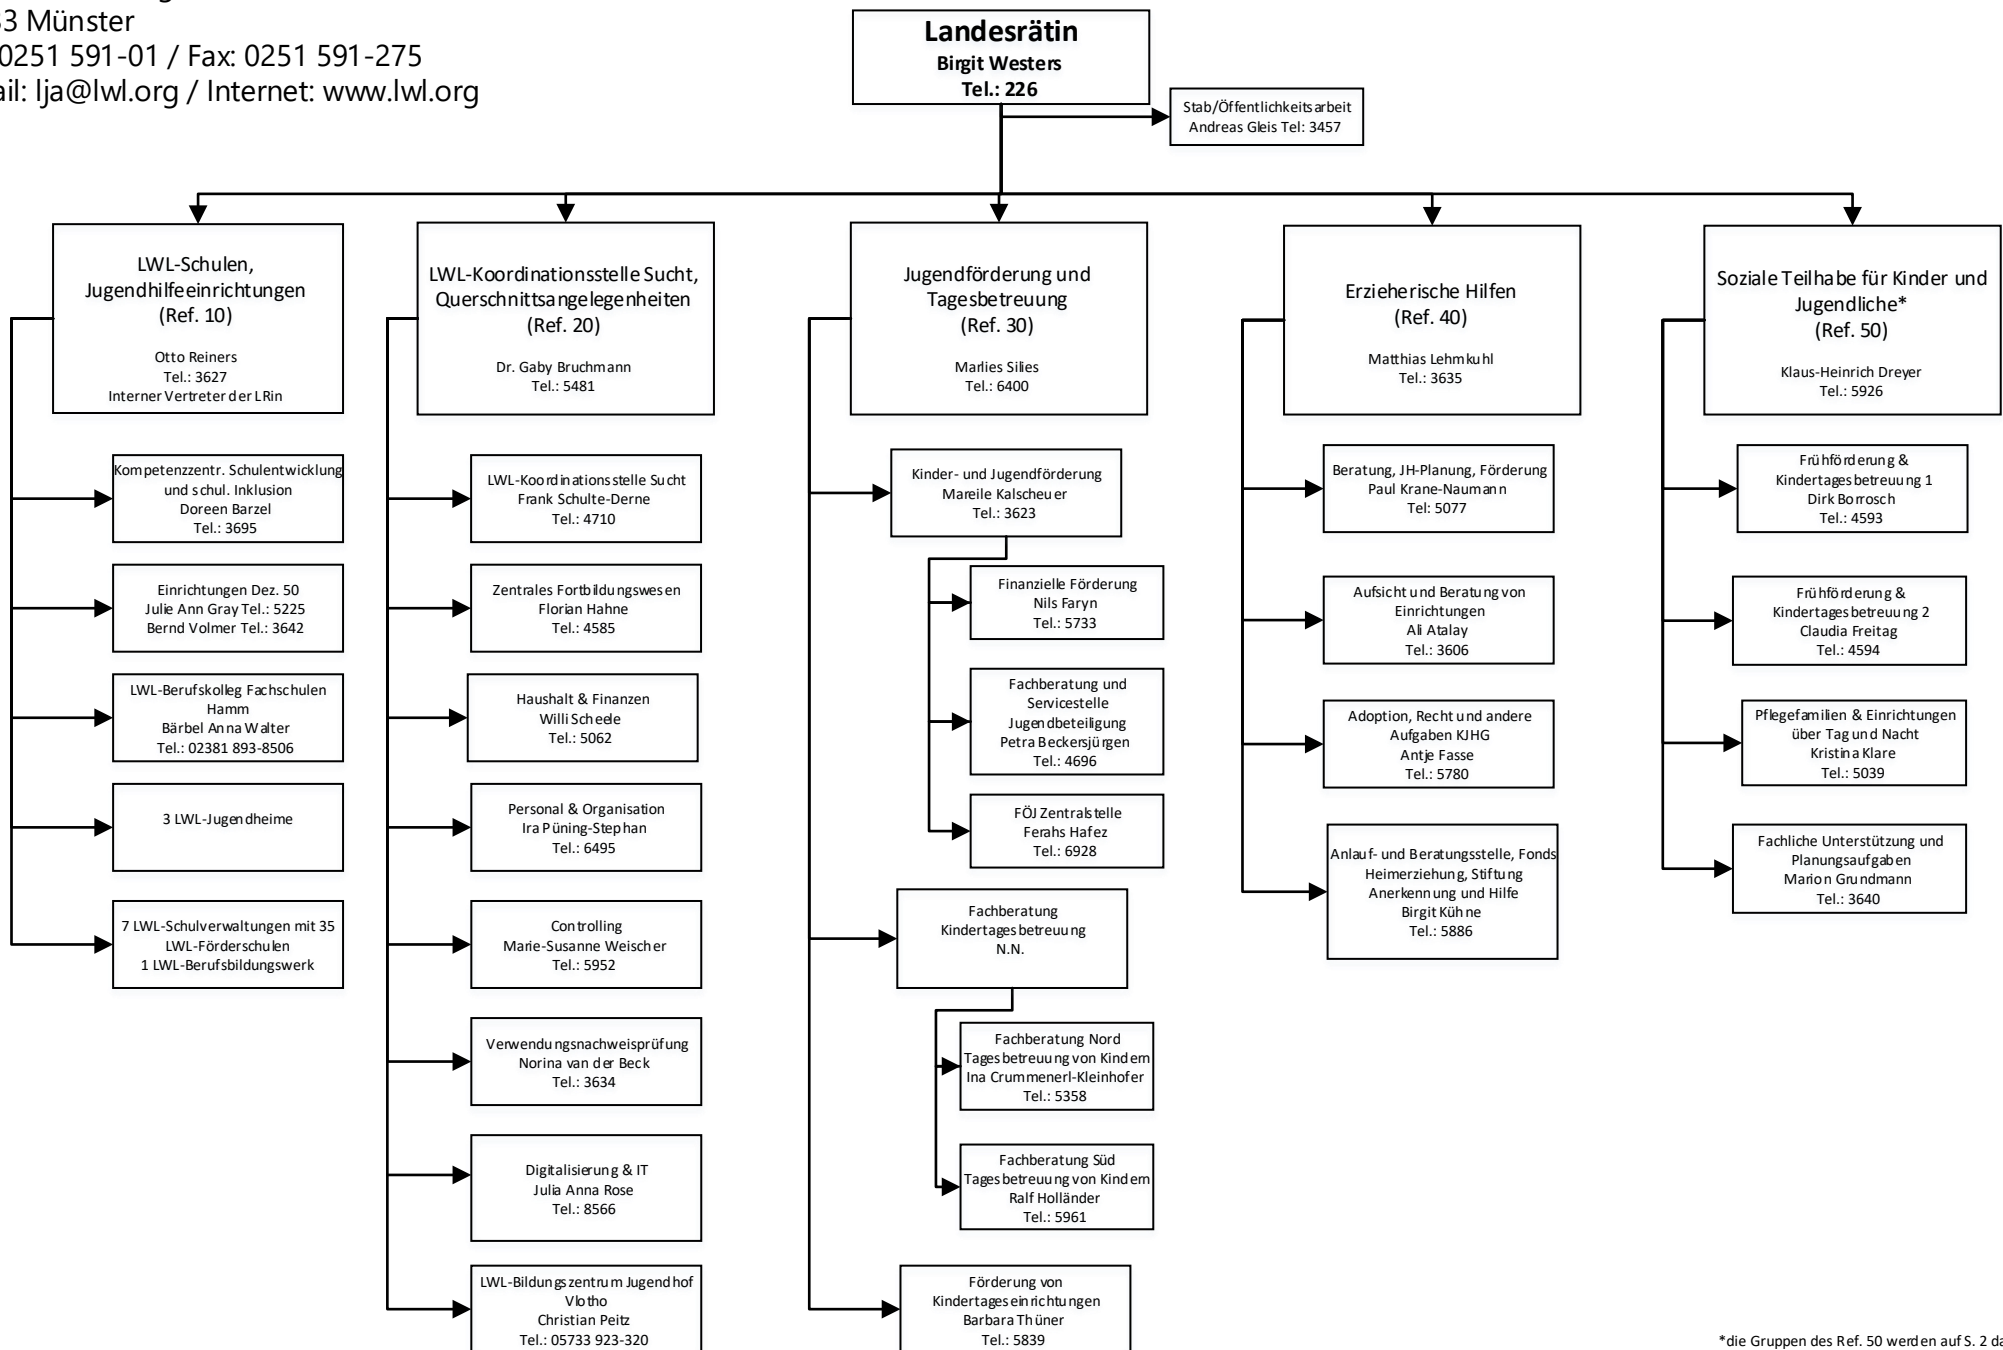 33 Münster
0251 591-01 / Fax: 0251 591-275
ail: lja@lwl.org / Internet: www.lwl.org
Landesrätin
Birgit Westers
Tel.: 226
Stab/Öffentlichkeitsarbeit
Andreas Gleis Tel: 3457
LWL-Schulen,
Jugendhilfeeinrichtungen
(Ref. 10)
Otto Reiners
Tel.: 3627
Interner Vertreter der LRin
Kompetenzzentr. Schulentwicklung
und schul. Inklusion
Doreen Barzel
Tel.: 3695
Einrichtungen Dez. 50
Julie Ann Gray Tel.: 5225
Bernd Volmer Tel.: 3642
LWL-Berufskolleg Fachschulen
Hamm
Bärbel Anna Walter
Tel.: 02381 893-8506
3 LWL-Jugendheime
7 LWL-Schulverwaltungen mit 35
LWL-Förderschulen
1 LWL-Berufsbildungswerk
LWL-Koordinationsstelle Sucht,
Querschnittsangelegenheiten
(Ref. 20)
Dr. Gaby Bruchmann
Tel.: 5481
LWL-Koordinationsstelle Sucht
Frank Schulte-Derne
Tel.: 4710
Zentrales Fortbildungswesen
Florian Hahne
Tel.: 4585
Haushalt & Finanzen
Willi Scheele
Tel.: 5062
Personal & Organisation
Ira Püning-Stephan
Tel.: 6495
Controlling
Marie-Susanne Weischer
Tel.: 5952
Verwendungsnachweisprüfung
Norina van der Beck
Tel.: 3634
Digitalisierung & IT
Julia Anna Rose
Tel.: 8566
LWL-Bildungszentrum Jugendhof
Vlotho
Christian Peitz
Tel.: 05733 923-320
Jugendförderung und
Tagesbetreuung
(Ref. 30)
Marlies Silies
Tel.: 6400
Kinder- und Jugendförderung
Mareile Kalscheuer
Tel.: 3623
Finanzielle Förderung
Nils Faryn
Tel.: 5733
Fachberatung und
Servicestelle
Jugendbeteiligung
Petra Beckersjürgen
Tel.: 4696
FÖJ Zentralstelle
Ferahs Hafez
Tel.: 6928
Fachberatung
Kindertagesbetreuung
N.N.
Fachberatung Nord
Tagesbetreuung von Kindern
Ina Crummenerl-Kleinhofer
Tel.: 5358
Fachberatung Süd
Tagesbetreuung von Kindern
Ralf Holländer
Tel.: 5961
Förderung von
Kindertageseinrichtungen
Barbara Thüner
Tel.: 5839
Erzieherische Hilfen
(Ref. 40)
Matthias Lehmkuhl
Tel.: 3635
Beratung, JH-Planung, Förderung
Paul Krane-Naumann
Tel: 5077
Aufsicht und Beratung von
Einrichtungen
Ali Atalay
Tel.: 3606
Adoption, Recht und andere
Aufgaben KJHG
Antje Fasse
Tel.: 5780
Anlauf- und Beratungsstelle, Fonds
Heimerziehung, Stiftung
Anerkennung und Hilfe
Birgit Kühne
Tel.: 5886
Soziale Teilhabe für Kinder und
Jugendliche*
(Ref. 50)
Klaus-Heinrich Dreyer
Tel.: 5926
Frühförderung &
Kindertagesbetreuung 1
Dirk Borrosch
Tel.: 4593
Frühförderung &
Kindertagesbetreuung 2
Claudia Freitag
Tel.: 4594
Pflegefamilien & Einrichtungen
über Tag und Nacht
Kristina Klare
Tel.: 5039
Fachliche Unterstützung und
Planungsaufgaben
Marion Grundmann
Tel.: 3640
*die Gruppen des Ref. 50 werden auf S. 2 da